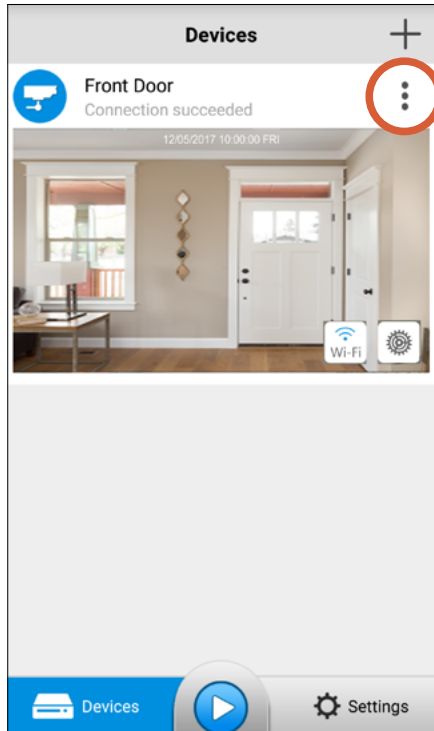 Devices
Front Door
Connection succeeded
12/05/2017 10:00:00 FRI
Wi-Fi
Devices
Settings